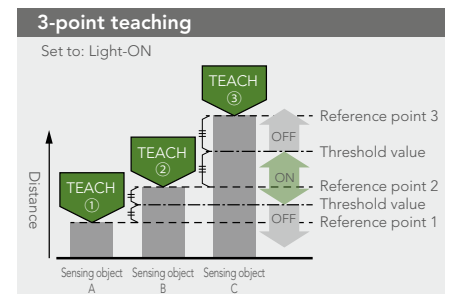 3-point teaching
Set to: Light-ON
TEACH
③
TEACH
②
TEACH
①
Distance
OFF
ON
OFF
Reference point 3
Threshold value
Reference point 2
Threshold value
Reference point 1
Sensing object
A
Sensing object
B
Sensing object
C